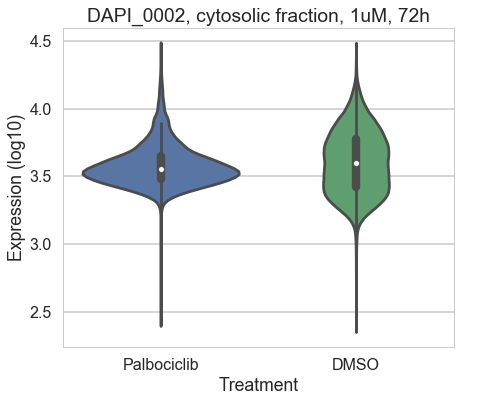 DAPI_0002, cytosolic fraction, 1uM, 72h
4.5
4.0
3.5
3.0
2.5
Expression (log10)
Palbociclib DMSO
Treatment